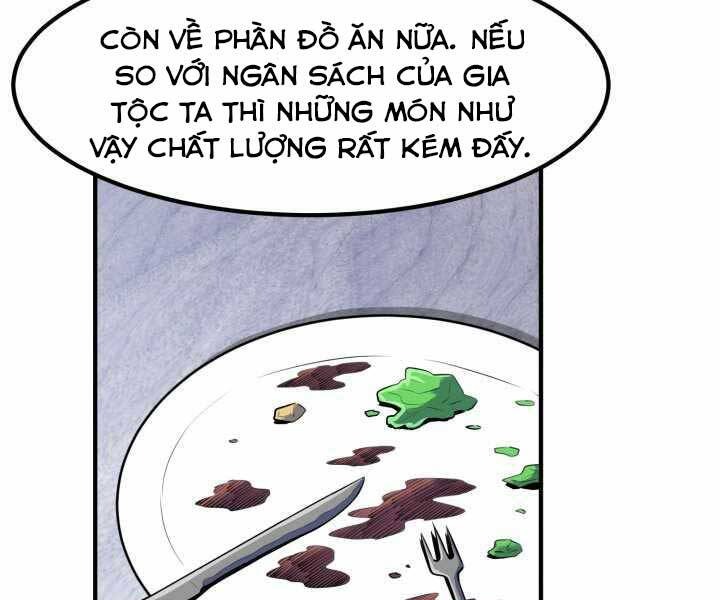 CÒN VỀ PHẦN ĐỒ ĂN NỮA. NẾU
SO VỚI NGÂN SÁCH CỦA GIA
TỘC TA THÌ NHỮNG MÓN NHƯ
VẬY CHẤT LƯỢNG RẤT KÉM ĐẤY.